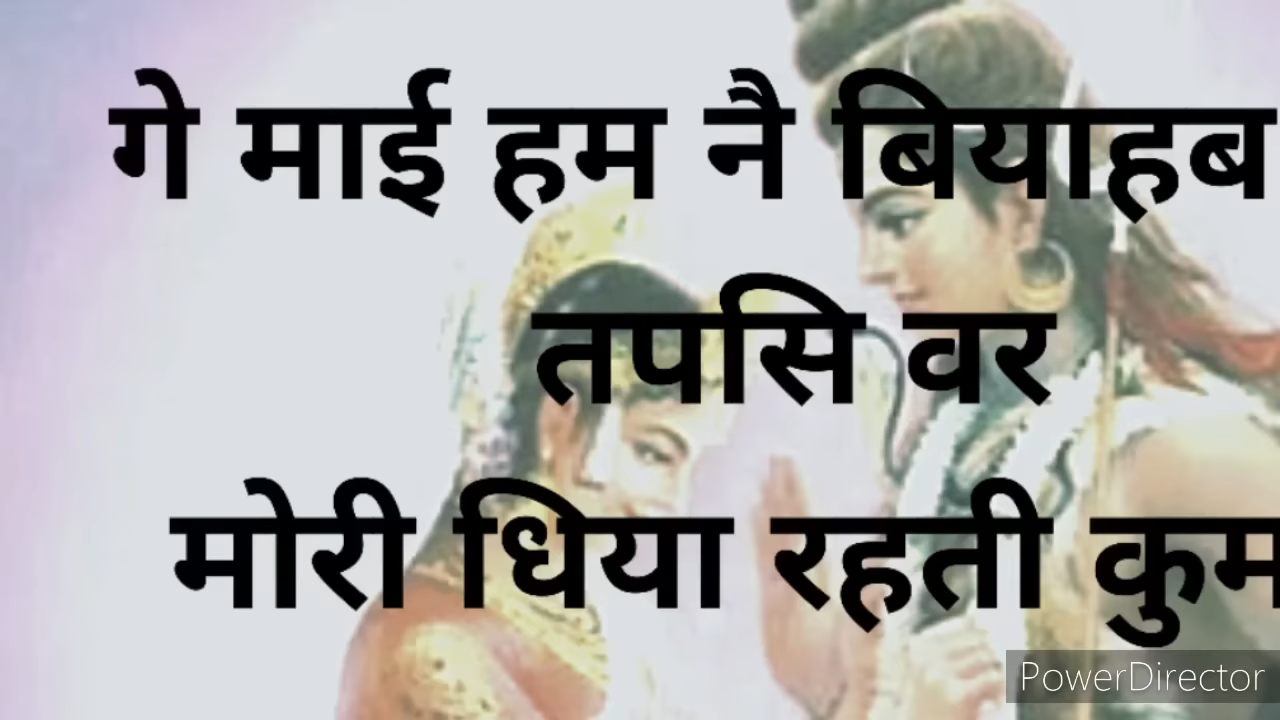 गे माई हम नै बियाहब
तपसि वर
मोरी धिया रहती कुम
PowerDirector